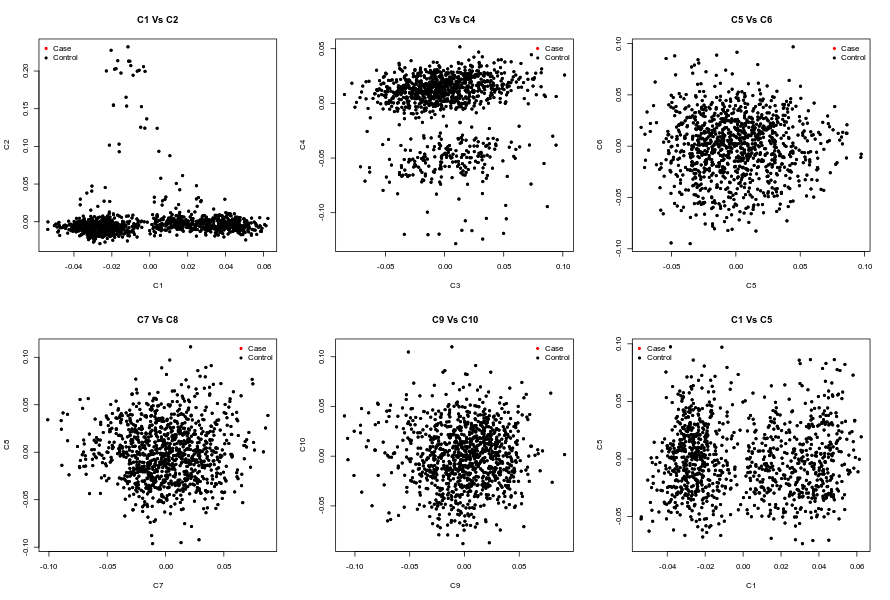 C1 Vs C2
Case
Control
0.20
0.15
0.10
0.05
0.00
C2
-0.04 -0.02 0.00 0.02 0.04 0.06
C1
C3 Vs C4
Case
Control
0.05
0.00
-0.05
-0.10
C4
-0.05 0.00 0.05 0.10
C3
C5 Vs C6
Case
Control
0.10
0.05
0.00
-0.05
-0.10
C6
-0.05 0.00 0.05 0.10
C5
C7 Vs C8
Case
Control
0.10
0.05
0.00
-0.05
-0.10
C8
-0.10 -0.05 0.00 0.05
C7
C9 Vs C10
Case
Control
0.10
0.05
0.00
-0.05
C10
-0.10 -0.05 0.00 0.05 0.10
C9
C1 Vs C5
Case
Control
0.10
0.05
0.00
-0.05
C5
-0.04 -0.02 0.00 0.02 0.04 0.06
C1